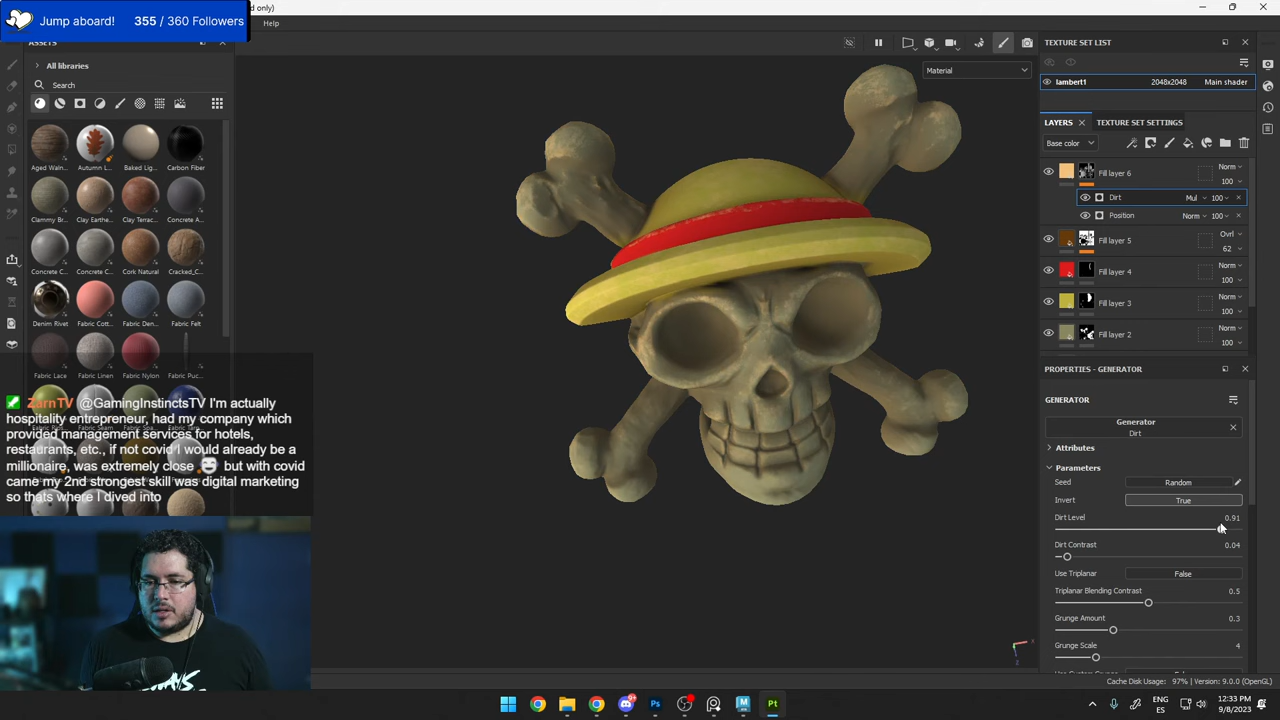 only)
Jump aboard! 355 / 360 Followers
Help
ASSETS
All libraries
Search
Aged Waln... Autumn L... Baked Lig... Carbon Fiber
Clammy Br... Clay Earthe... Clay Terrac... Concrete A...
Concrete C... Concrete C... Cork Natural Cracked_C...
Denim Rivet Fabric Cott... Fabric Den... Fabric Felt
Fabric Lace Fabric Linen Fabric Nylon Fabric Puc...
ZarnTV @GamingInstinctsTV I'm actually
hospitality entrepreneur, had my company which
provided management services for hotels,
restaurants, etc., if not covid I would already be a
millionaire, was extremely close but with covid
came my 2nd strongest skill was digital marketing
so thats where I dived into
Material
TEXTURE SET LIST
lambert1 2048x2048 Main shader
LAYERS TEXTURE SET SETTINGS
Base color
Fill layer 6 Norm 100
Dirt Mul 100
Position Norm 100
Fill layer 5 Ovrl 62
Fill layer 4 Norm 100
Fill layer 3 Norm 100
Fill layer 2 Norm 100
PROPERTIES - GENERATOR
GENERATOR
Generator
Dirt
Attributes
Parameters
Seed Random
Invert True
Dirt Level 0.91
Dirt Contrast 0.04
Use Triplanar False
Triplanar Blending Contrast 0.5
Grunge Amount 0.3
Grunge Scale 4
Cache Disk Usage: 97% | Version: 9.0.0 (OpenGL)
ENG
ES
12:33 PM
9/8/2023